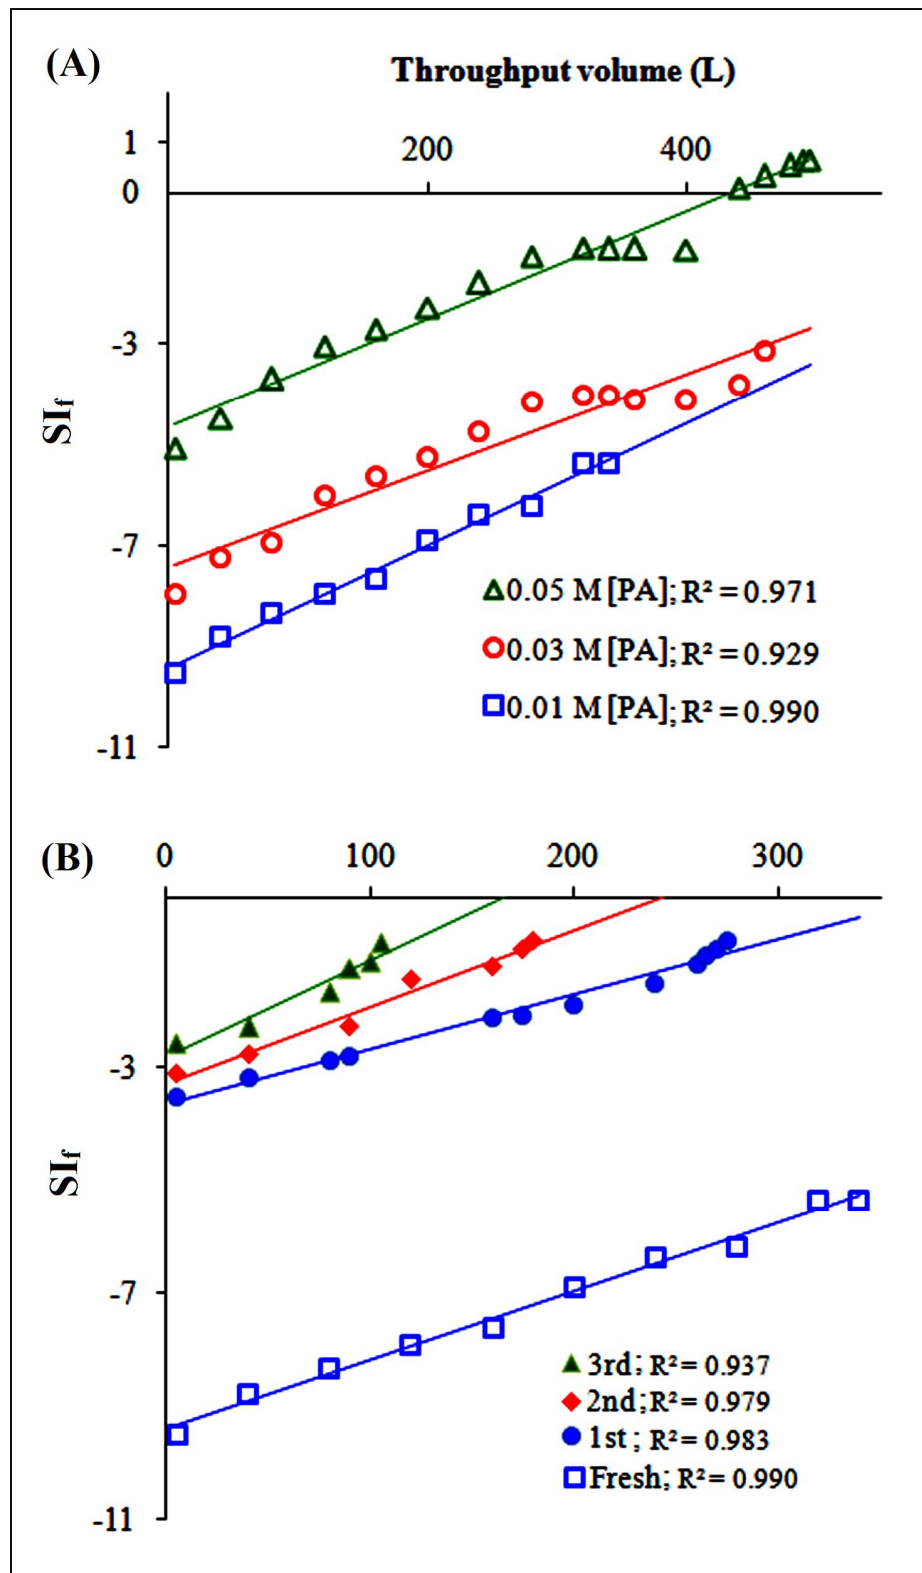 (A)
Throughput volume (L)
1
200
400
0
-3
SIf
-7
0.05 M [PA]; R² = 0.971
0.03 M [PA]; R² = 0.929
0.01 M [PA]; R² = 0.990
-11
(B)
0
100
200
300
-3
SIf
-7
3rd; R² = 0.937
2nd; R² = 0.979
1st; R² = 0.983
Fresh; R² = 0.990
-11